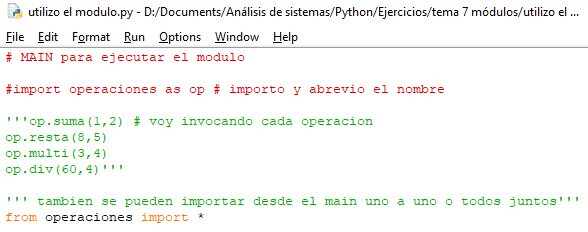 utilizo el modulo.py - D:/Documents/Análisis de sistemas/Python/Ejercicios/tema 7 módulos/utilizo el ...
File Edit Format Run Options Window Help
# MAIN para ejecutar el modulo
#import operaciones as op # importo y abrevio el nombre
'''op.suma(1,2) # voy invocando cada operacion
op.resta(8,5)
op.multi(3,4)
op.div(60,4)'''
''' tambien se pueden importar desde el main uno a uno o todos juntos'''
from operaciones import *